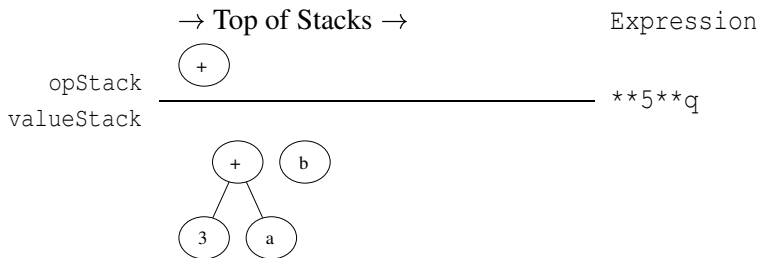 → Top of Stacks → Expression
+
opStack
**5**q
valueStack
+ b
3 a